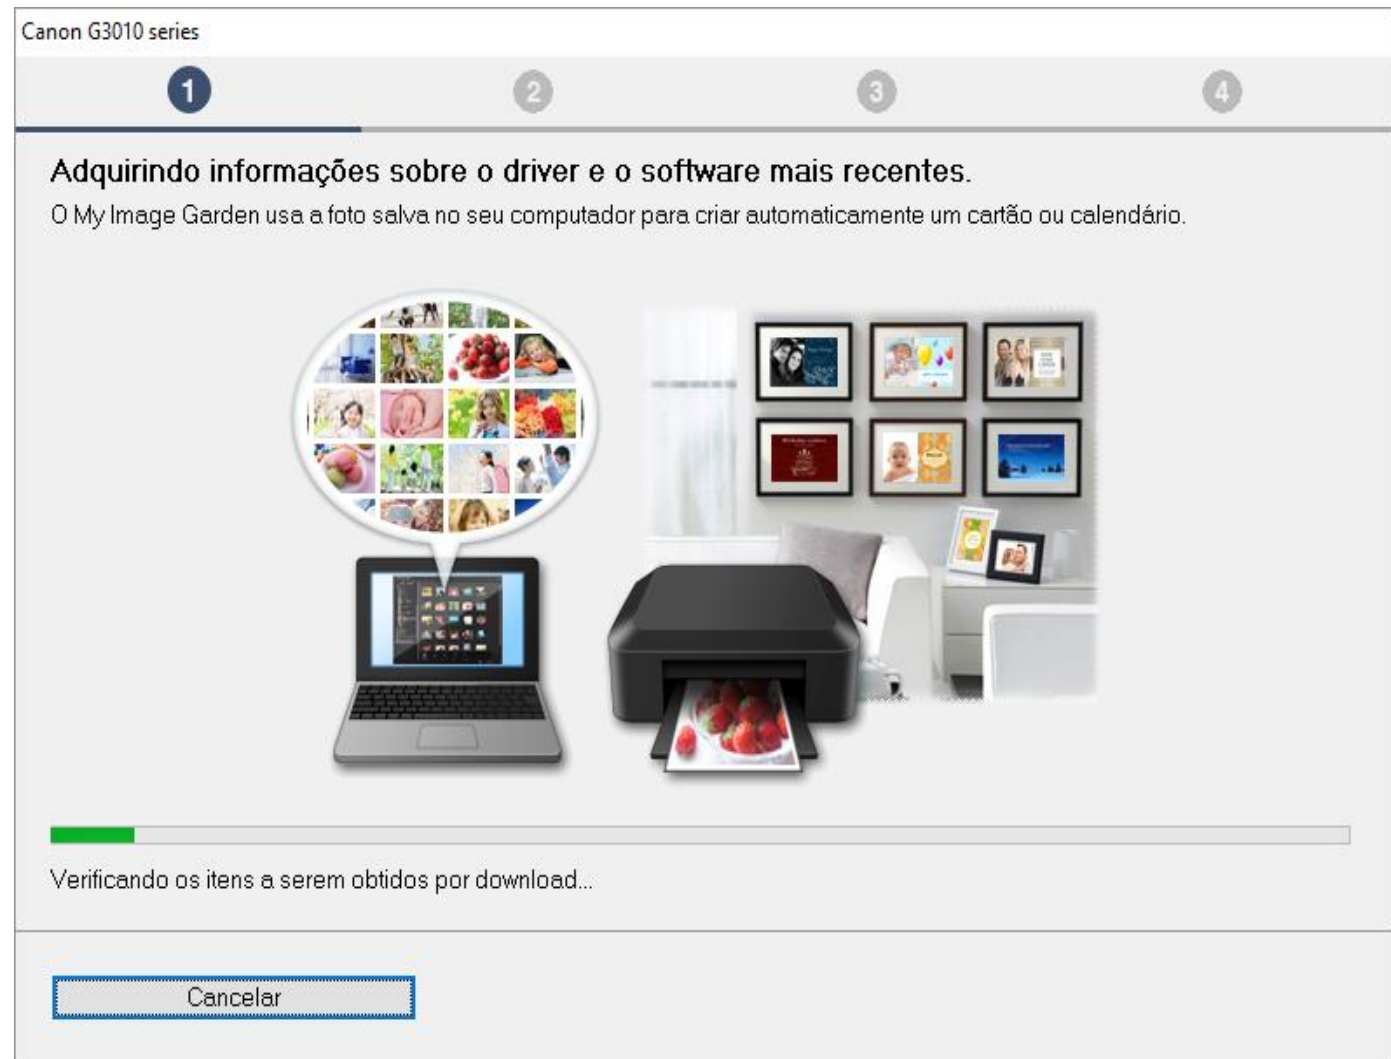 Canon G3010 series
1
2
3
4
Adquirindo informações sobre o driver e o software mais recentes.
O My Image Garden usa a foto salva no seu computador para criar automaticamente um cartão ou calendário.
Verificando os itens a serem obtidos por download...
Cancelar